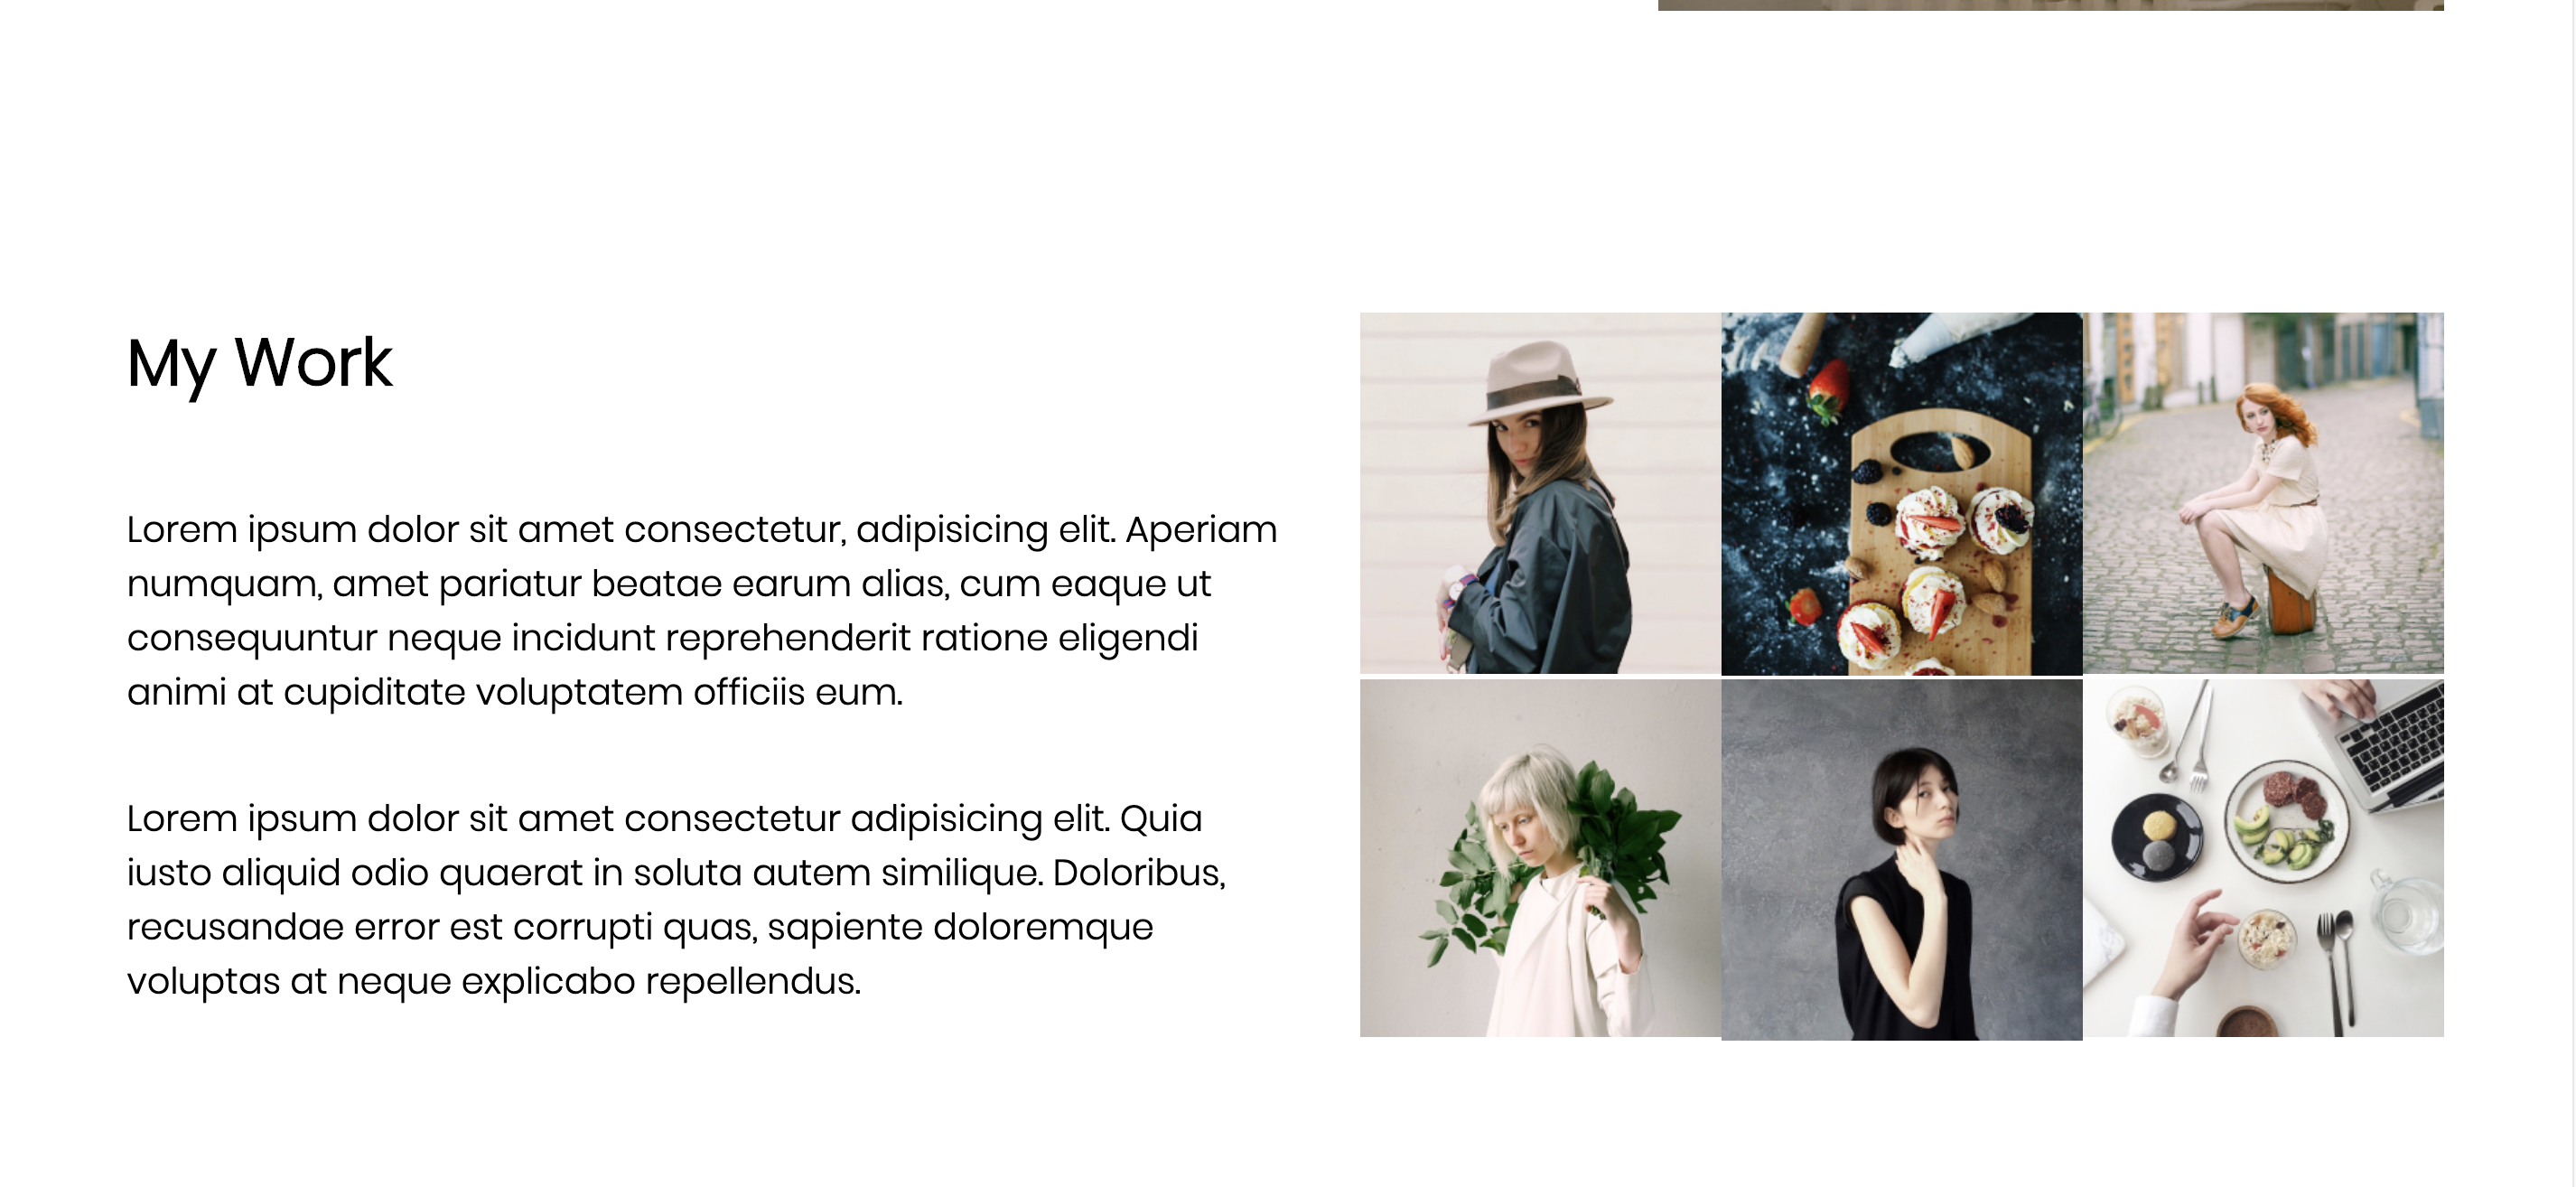 My Work
Lorem ipsum dolor sit amet consectetur, adipisicing elit. Aperiam
numquam, amet pariatur beatae earum alias, cum eaque ut
consequuntur neque incidunt reprehenderit ratione eligendi
animi at cupiditate voluptatem officiis eum.
Lorem ipsum dolor sit amet consectetur adipisicing elit. Quia
iusto aliquid odio quaerat in soluta autem similique. Doloribus,
recusandae error est corrupti quas, sapiente doloremque
voluptas at neque explicabo repellendus.